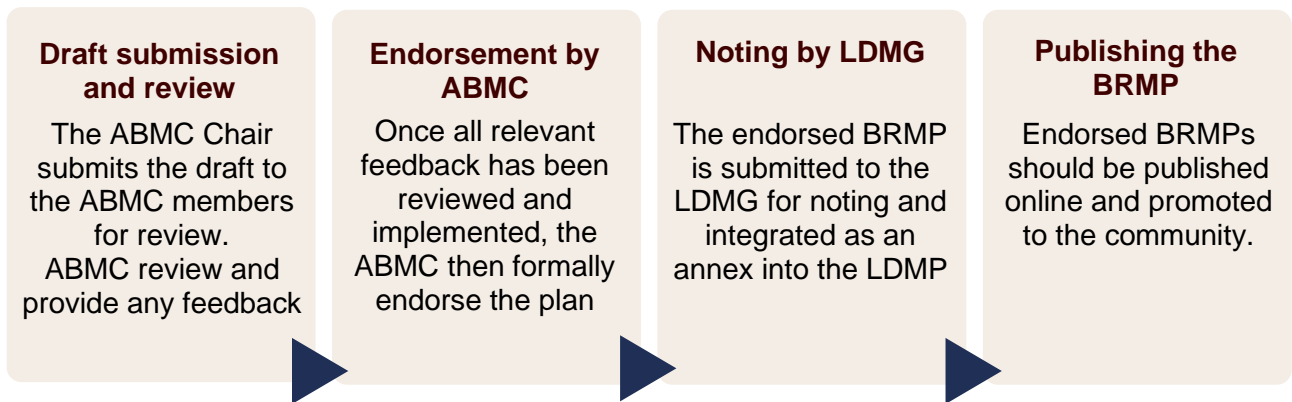 Draft submission
and review
The ABMC Chair
submits the draft to
the ABMC members
for review.
ABMC review and
provide any feedback
Endorsement by
ABMC
Once all relevant
feedback has been
reviewed and
implemented, the
ABMC then formally
endorse the plan
Noting by LDMG
The endorsed BRMP
is submitted to the
LDMG for noting and
integrated as an
annex into the LDMP
Publishing the
BRMP
Endorsed BRMPs
should be published
online and promoted
to the community.